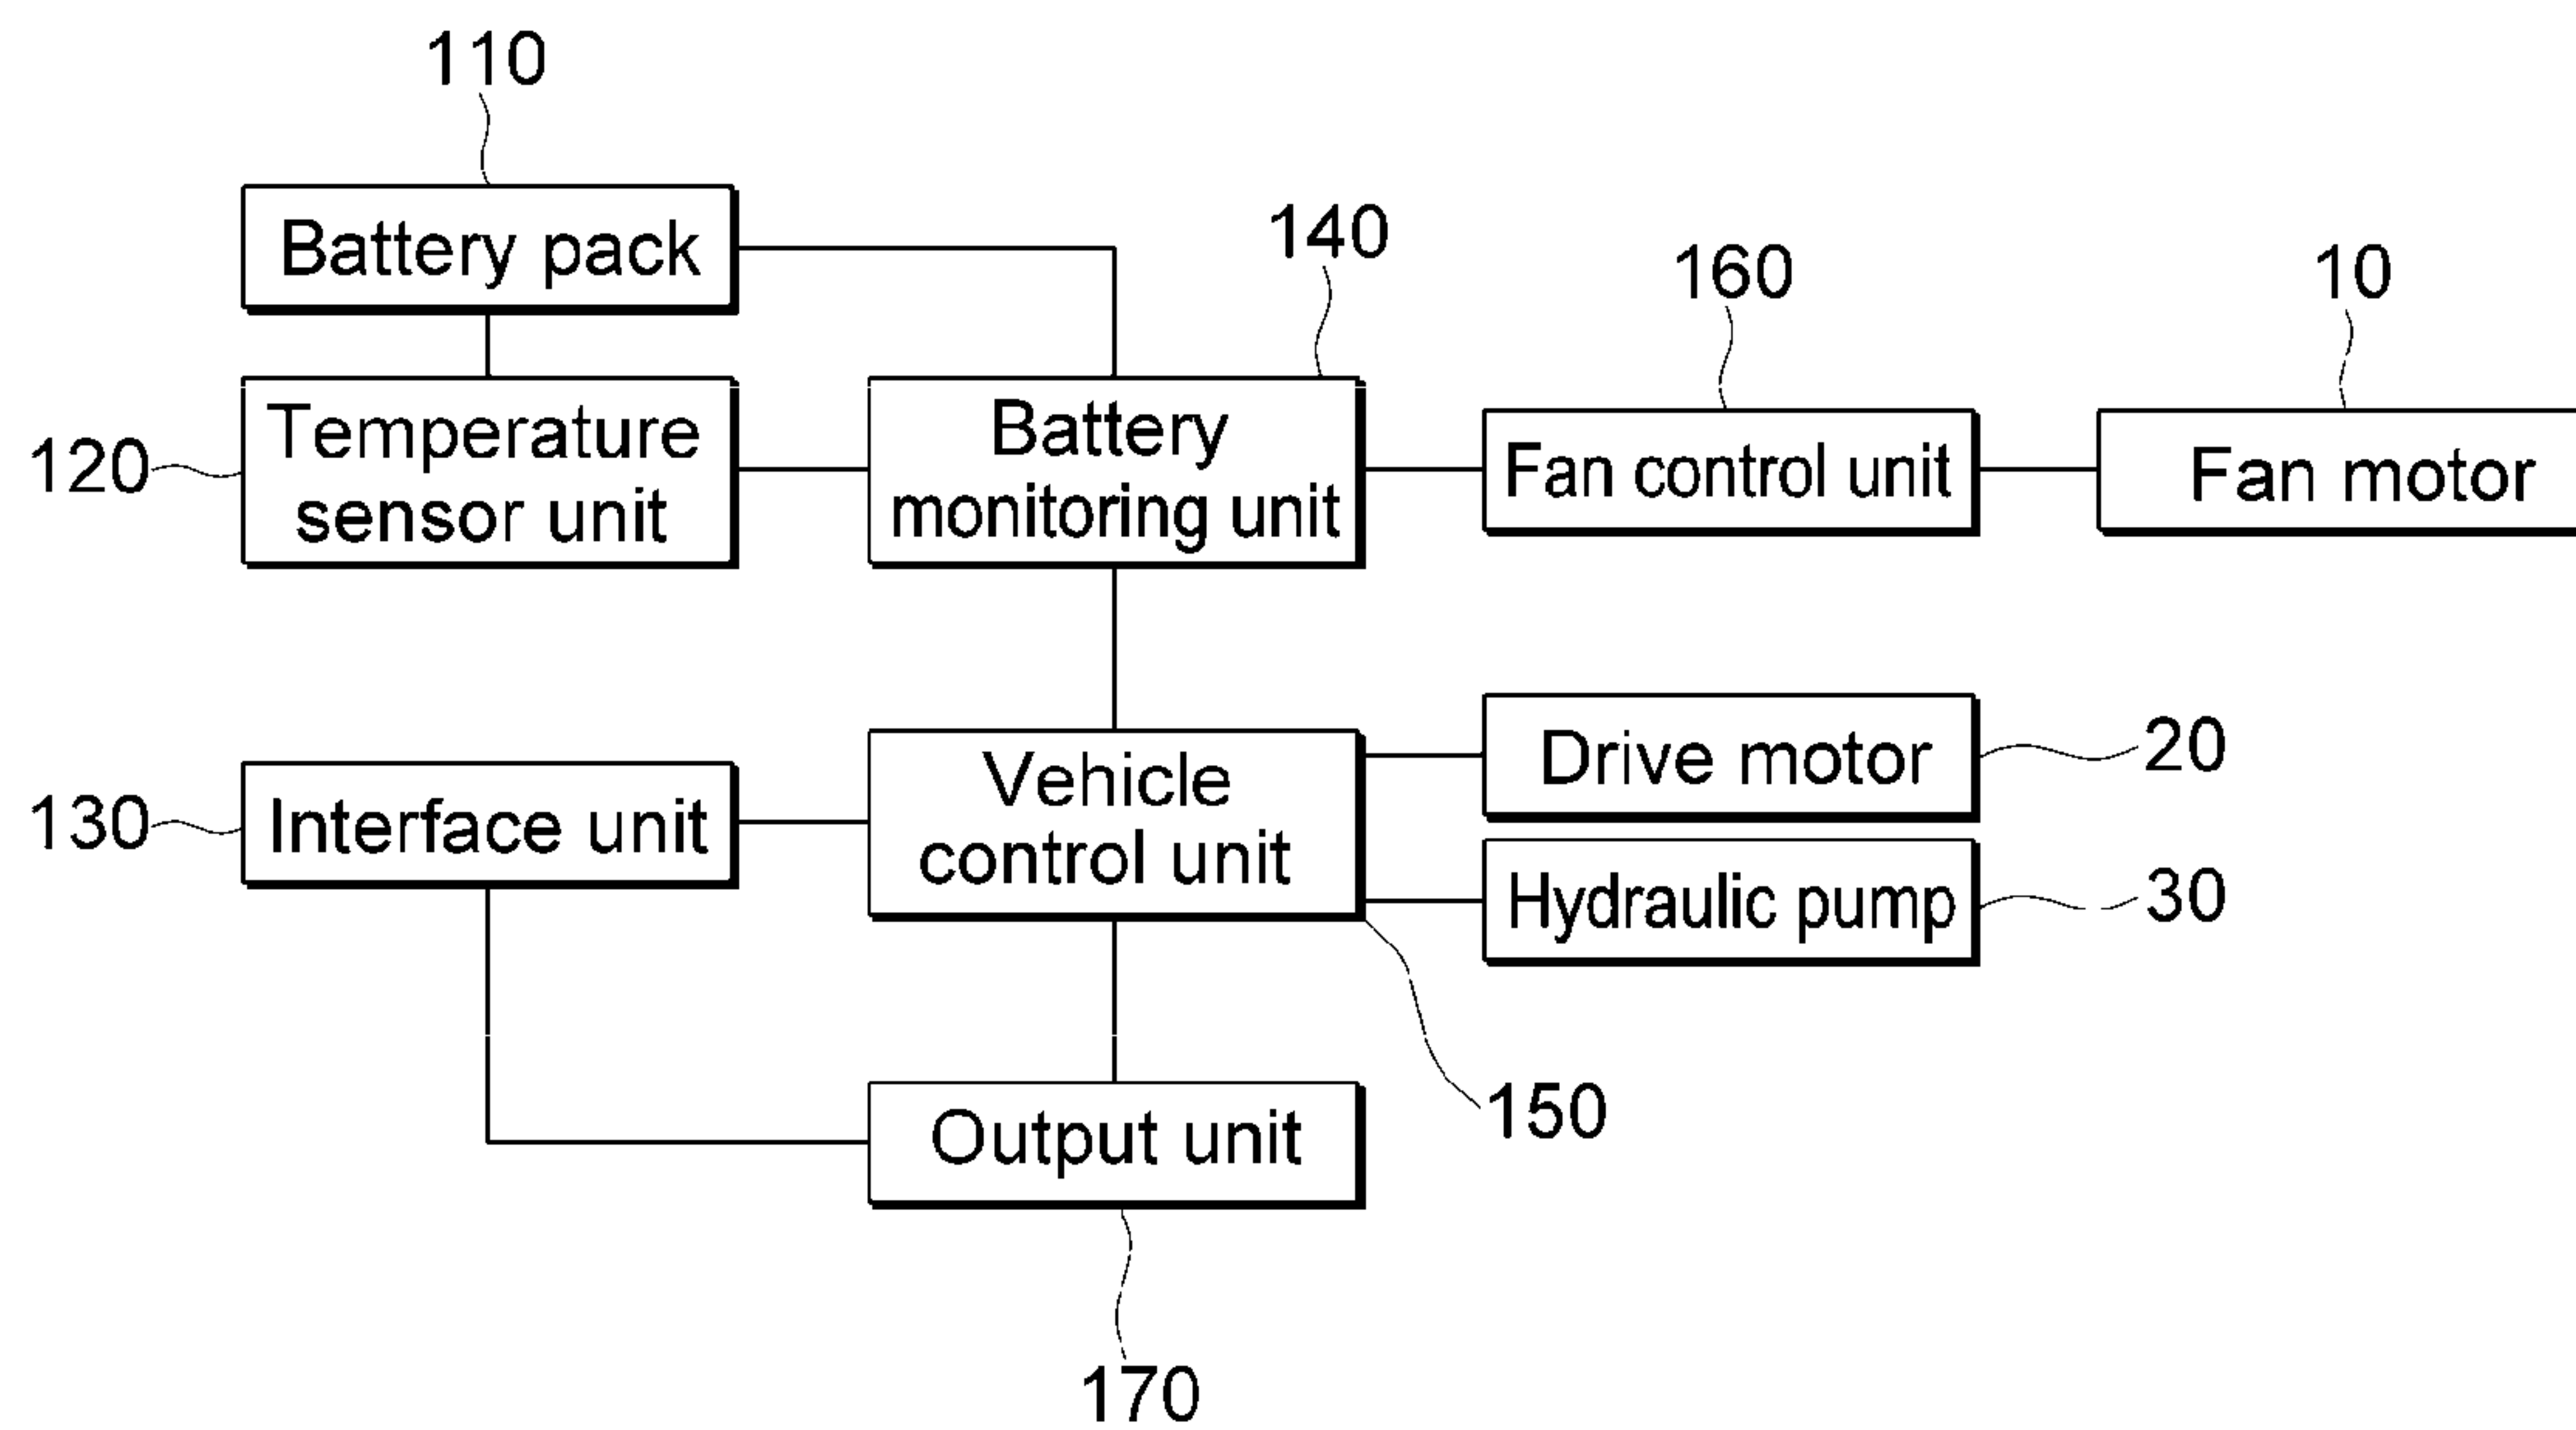 110
Battery pack
140
160
10
120
Temperature
sensor unit
Battery
monitoring unit
Fan control unit
Fan motor
130
Interface unit
Vehicle
control unit
Drive motor
20
Hydraulic pump
30
150
Output unit
170